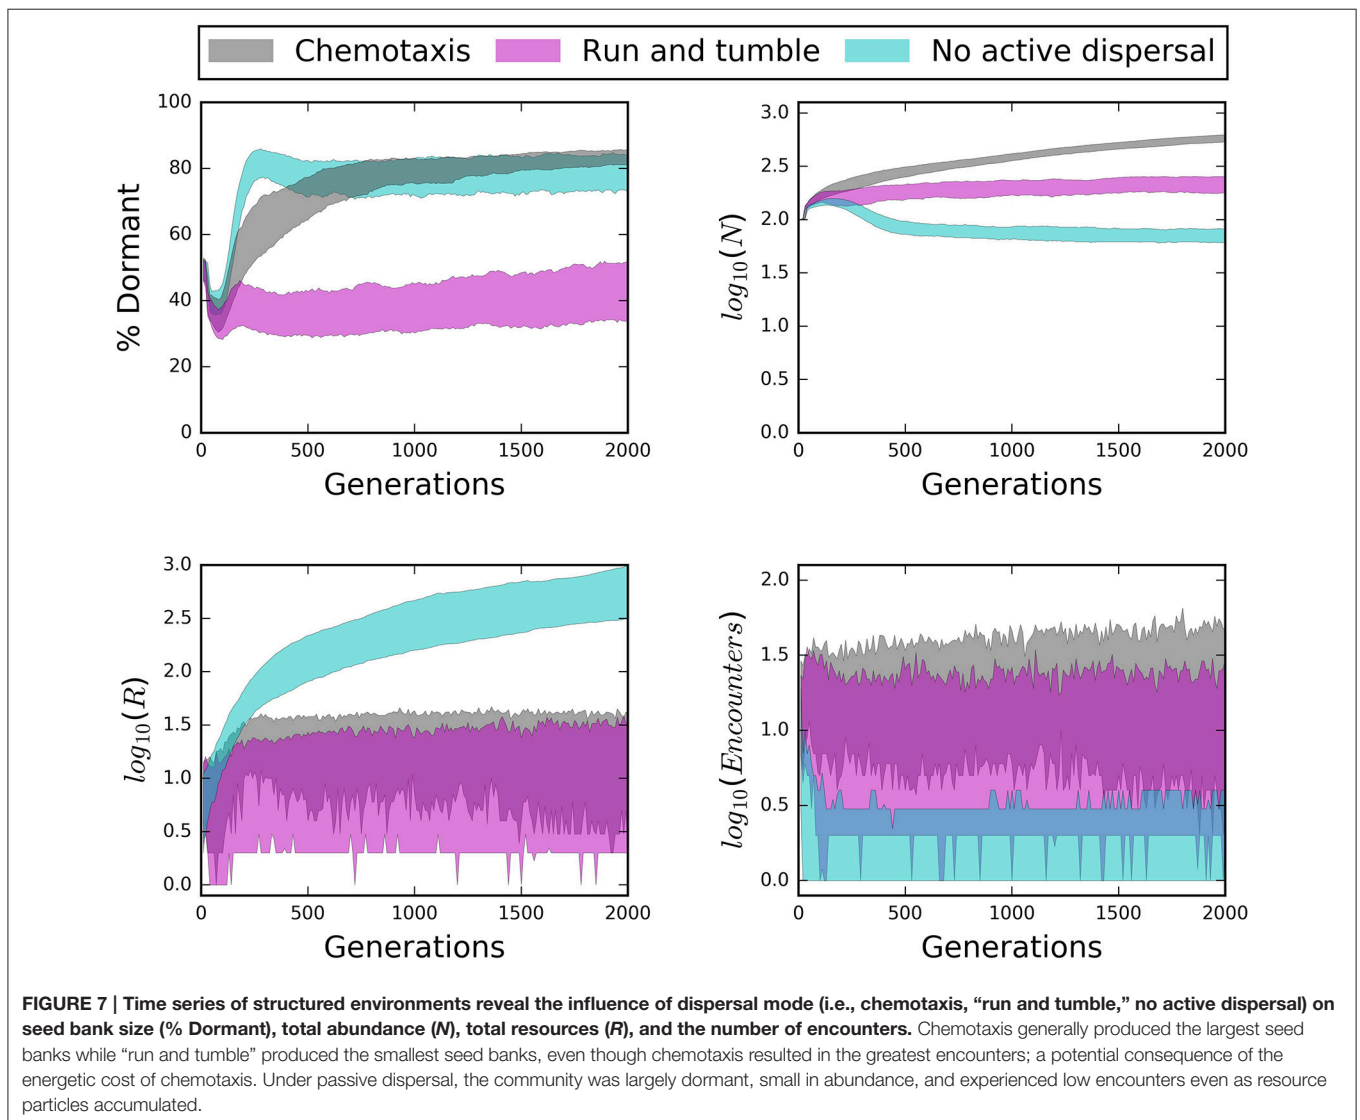 Chemotaxis Run and tumble No active dispersal
100
80
60
40
20
0
% Dormant
0 500 1000 1500 2000
Generations
3.0
2.5
2.0
1.5
1.0
0.5
0.0
log10(N)
0 500 1000 1500 2000
Generations
3.0
2.5
2.0
1.5
1.0
0.5
0.0
log10(R)
0 500 1000 1500 2000
Generations
2.0
1.5
1.0
0.5
0.0
log10(Encounters)
0 500 1000 1500 2000
Generations
FIGURE 7 | Time series of structured environments reveal the influence of dispersal mode (i.e., chemotaxis, “run and tumble,” no active dispersal) on
seed bank size (% Dormant), total abundance (N), total resources (R), and the number of encounters. Chemotaxis generally produced the largest seed
banks while “run and tumble” produced the smallest seed banks, even though chemotaxis resulted in the greatest encounters; a potential consequence of the
energetic cost of chemotaxis. Under passive dispersal, the community was largely dormant, small in abundance, and experienced low encounters even as resource
particles accumulated.